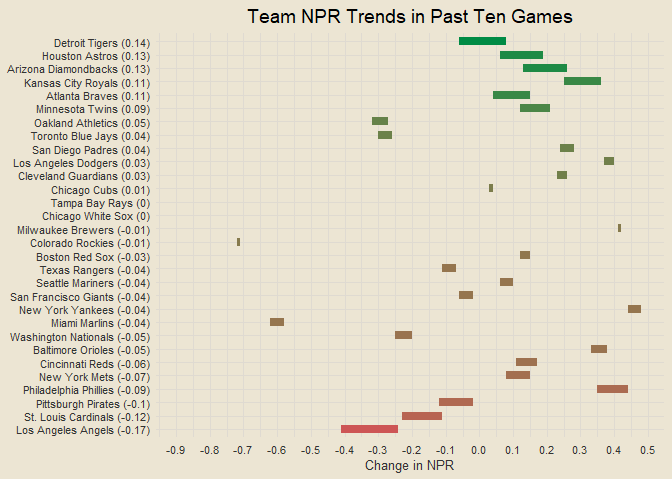 Team NPR Trends in Past Ten Games
Detroit Tigers (0.14)
Houston Astros (0.13)
Arizona Diamondbacks (0.13)
Kansas City Royals (0.11)
Atlanta Braves (0.11)
Minnesota Twins (0.09)
Oakland Athletics (0.05)
Toronto Blue Jays (0.04)
San Diego Padres (0.04)
Los Angeles Dodgers (0.03)
Cleveland Guardians (0.03)
Chicago Cubs (0.01)
Tampa Bay Rays (0)
Chicago White Sox (0)
Milwaukee Brewers (-0.01)
Colorado Rockies (-0.01)
Boston Red Sox (-0.03)
Texas Rangers (-0.04)
Seattle Mariners (-0.04)
San Francisco Giants (-0.04)
New York Yankees (-0.04)
Miami Marlins (-0.04)
Washington Nationals (-0.05)
Baltimore Orioles (-0.05)
Cincinnati Reds (-0.06)
New York Mets (-0.07)
Philadelphia Phillies (-0.09)
Pittsburgh Pirates (-0.1)
St. Louis Cardinals (-0.12)
Los Angeles Angels (-0.17)
-0.9 -0.7 -0.6 -0.5 -0.4 -0.3 -0.2 -0.1 0.0 0.1 0.2 0.3 0.4 0.5
Change in NPR